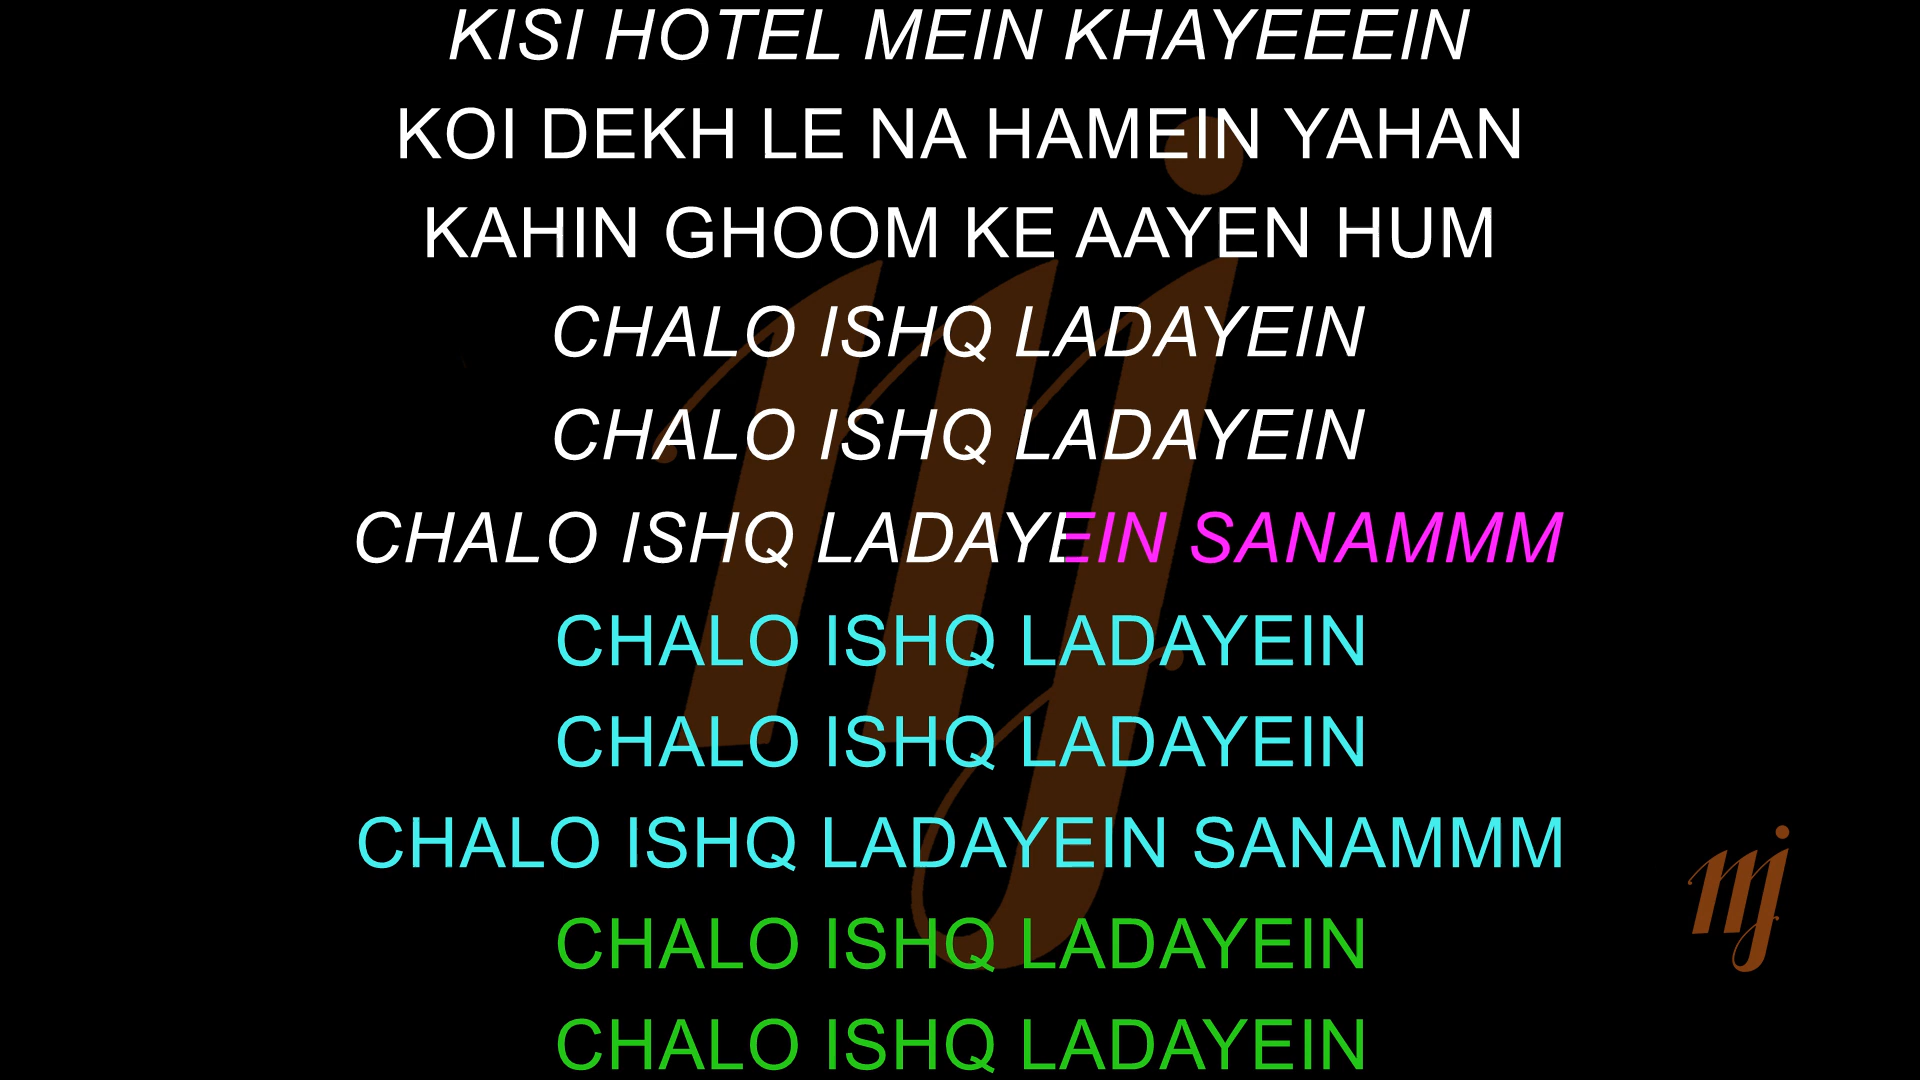 KISI HOTEL MEIN KHAYEEEIN
KOI DEKH LE NA HAMEIN YAHAN
KAHIN GHOOM KE AAYEN HUM
CHALO ISHQ LADAYEIN
CHALO ISHQ LADAYEIN
CHALO ISHQ LADAYEIN SANAMMM
CHALO ISHQ LADAYEIN
CHALO ISHQ LADAYEIN
CHALO ISHQ LADAYEIN SANAMMM
CHALO ISHQ LADAYEIN
CHALO ISHQ LADAYEIN
mj
mj